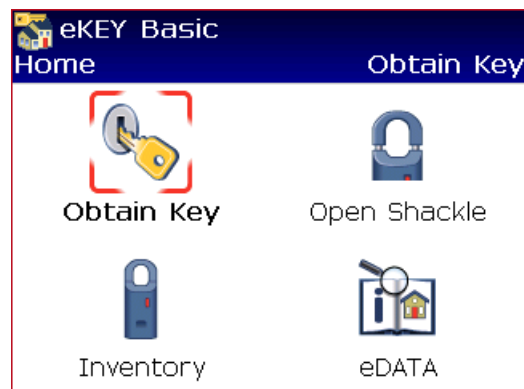 eKEY Basic
Home Obtain Key
Obtain Key Open Shackle
Inventory eDATA